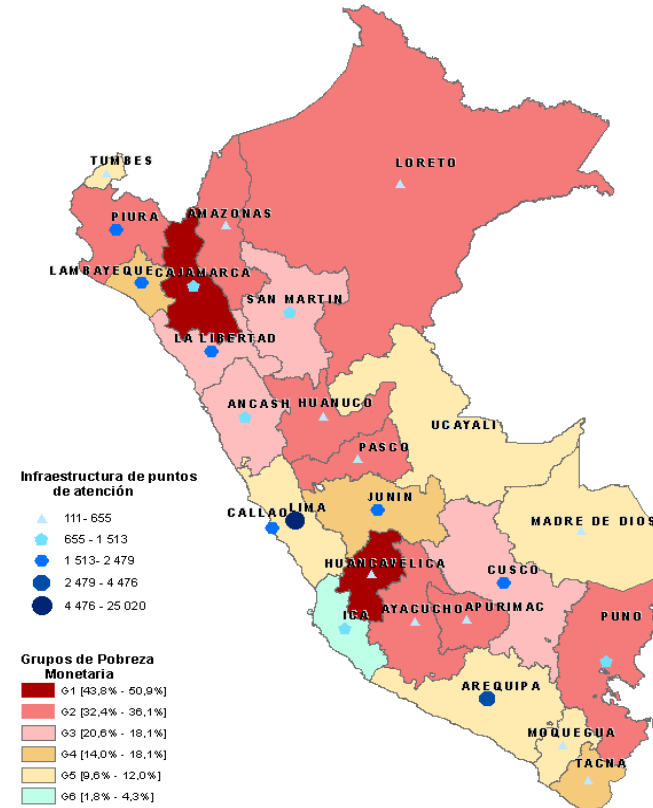 TUMBES
LORETO
PIURA
AMAZONAS
LAMBAYEQUE
CAJAMARCA
SAN MARTIN
LA LIBERTAD
ANCASH
HUANUCO
UCAYALI
PASCO
Infraestructura de puntos
de atención
111- 655
655 - 1 513
1 513- 2 479
2 479 - 4 476
4 476 - 25 020
CALLAO
LIMA
JUNIN
MADRE DE DIOS
HUANCAVELICA
CUSCO
ICA
AYACUCHO
APURIMAC
PUNO
AREQUIPA
MOQUEGUA
TACNA
Grupos de Pobreza
Monetaria
G1 [43,8% - 50,9%]
G2 [32,4% - 36,1%]
G3 [20,6% - 18,1%]
G4 [14,0% - 18,1%]
G5 [9,6% - 12,0%]
G6 [1,8% - 4,3%]